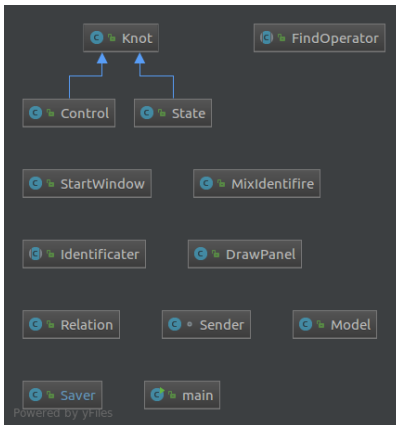 Knot
FindOperator
Control
State
StartWindow
MixIdentifire
Identificater
DrawPanel
Relation
Sender
Model
Saver
main
Powered by yFiles